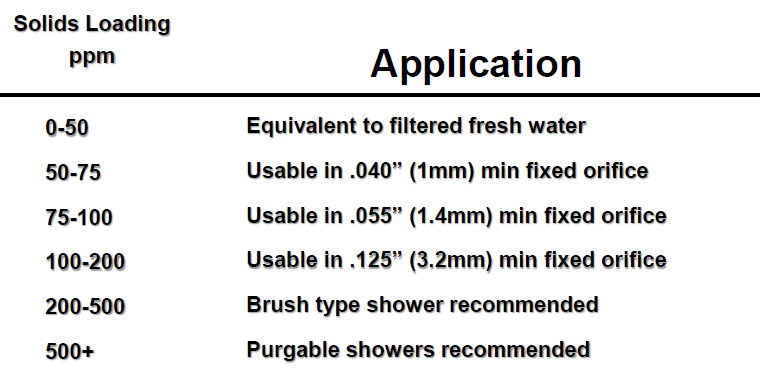 Solids Loading
ppm
Application
0-50 Equivalent to filtered fresh water
50-75 Usable in .040” (1mm) min fixed orifice
75-100 Usable in .055” (1.4mm) min fixed orifice
100-200 Usable in .125” (3.2mm) min fixed orifice
200-500 Brush type shower recommended
500+ Purgable showers recommended